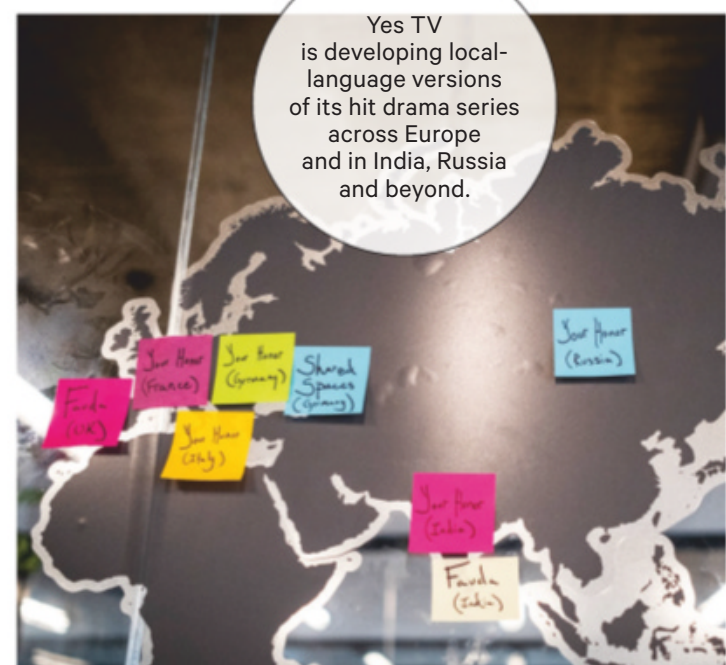 Yes TV
is developing local-
language versions
of its hit drama series
across Europe
and in India, Russia
and beyond.
Your Honor
(Russia)
Your Honor
(France)
Your Honor
(Germany)
Shared
Spaces
(Germany)
Fauda
(UK)
Your Honor
(Italy)
Your Honor
(India)
Fauda
(India)